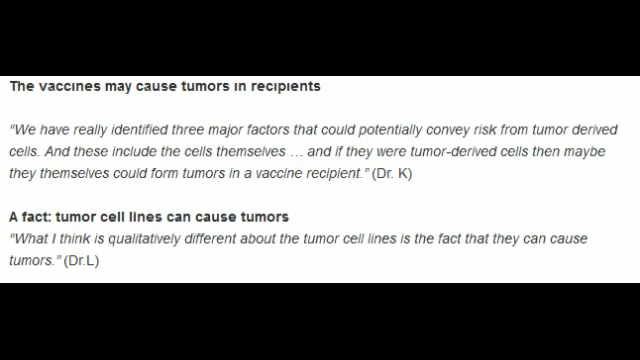 The vaccines may cause tumors in recipients
“We have really identified three major factors that could potentially convey risk from tumor derived
cells. And these include the cells themselves … and if they were tumor-derived cells then maybe
they themselves could form tumors in a vaccine recipient.” (Dr. K)
A fact: tumor cell lines can cause tumors
“What I think is qualitatively different about the tumor cell lines is the fact that they can cause
tumors.” (Dr.L)